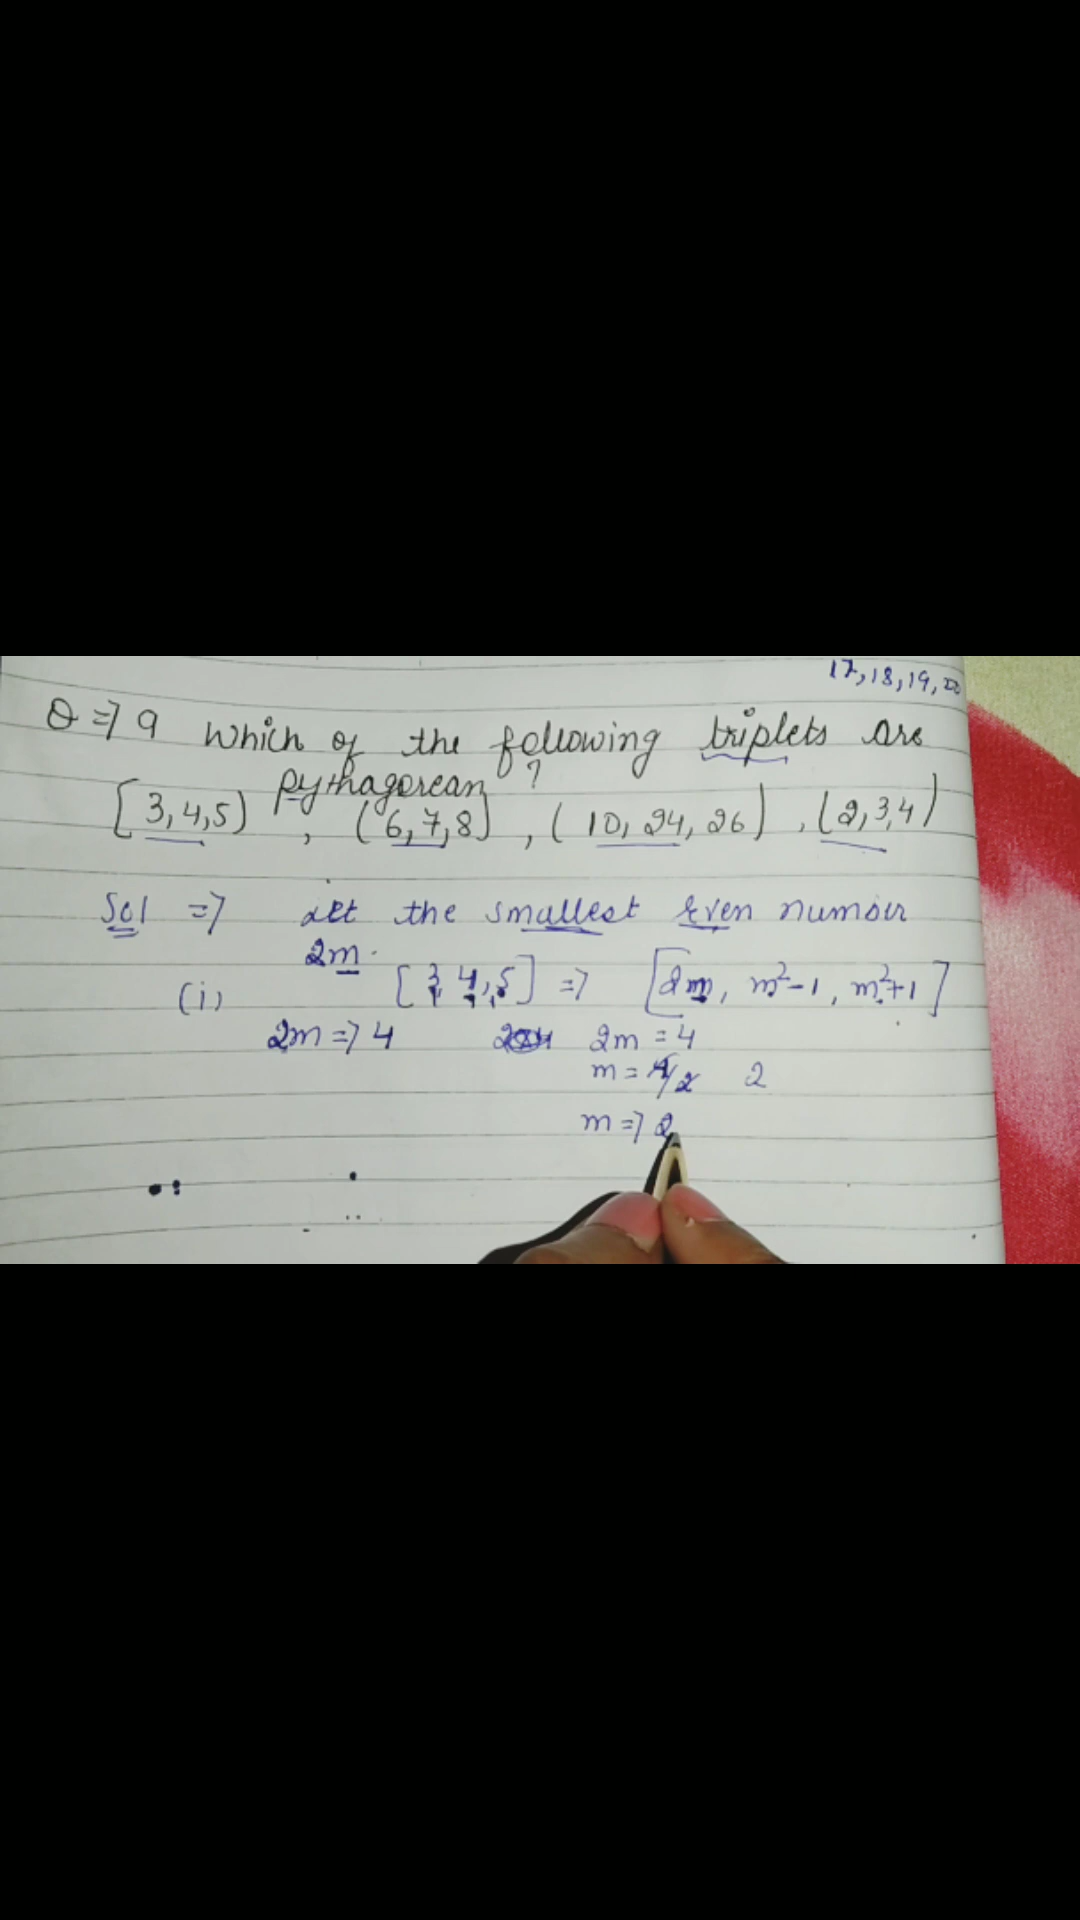 17, 18, 19, 20
Q => 9 Which of the following triplets are
pythagorean ?
[3, 4, 5) , (6, 7, 8] , (10, 24, 26) , (2, 3, 4)
Sol => Let the smallest even number
2m.
(i) [3, 4, 5] => [2m, m²-1, m²+1]
2m => 4 2m = 4
m = 4/2 2
m => 2